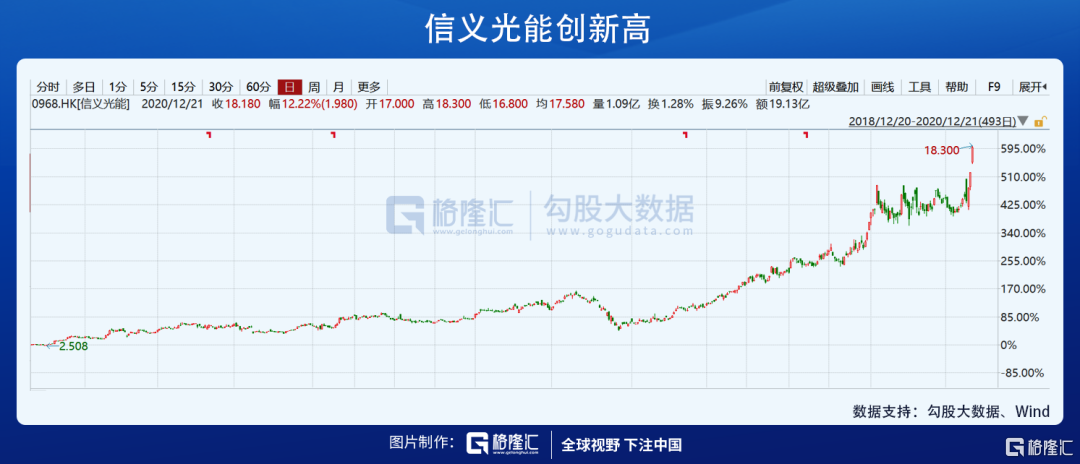 信义光能创新高
分时 多日 1分 5分 15分 30分 60分 日 周 月 更多 前复权 超级叠加 画线 工具 帮助 F9 展开
0968.HK[信义光能] 2020/12/21 收18.180 幅12.22%(1.980) 开17.000 高18.300 低16.800 均17.580 量1.09亿 换1.28% 振9.26% 额19.13亿
2018/12/20-2020/12/21(493日)
18.300
595.00%
510.00%
425.00%
340.00%
255.00%
170.00%
85.00%
0%
-85.00%
2.508
格隆汇 勾股大数据
www.gelonghui.com www.gogudata.com
数据支持：勾股大数据、Wind
图片制作： 格隆汇 全球视野 下注中国
www.gelonghui.com
格隆汇